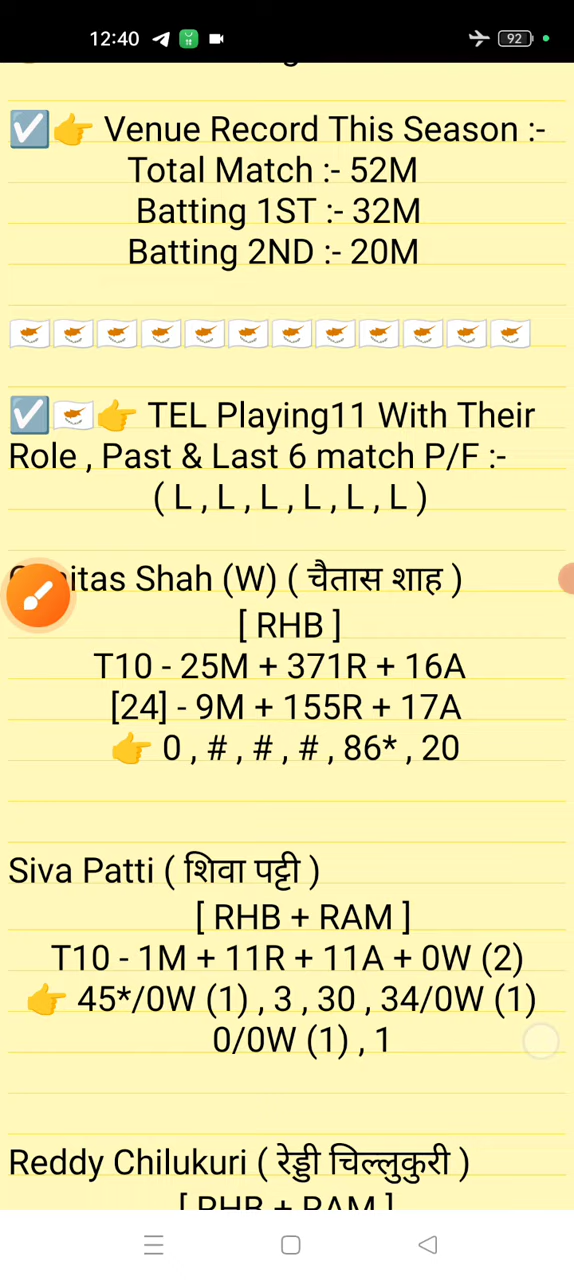 12:40 92
☑️👉 Venue Record This Season :-
Total Match :- 52M
Batting 1ST :- 32M
Batting 2ND :- 20M
🇨🇾🇨🇾🇨🇾🇨🇾🇨🇾🇨🇾🇨🇾🇨🇾🇨🇾🇨🇾🇨🇾🇨🇾
☑️🇨🇾👉 TEL Playing11 With Their
Role , Past & Last 6 match P/F :-
( L , L , L , L , L , L )
Shah (W) ( चैतास शाह )
[ RHB ]
T10 - 25M + 371R + 16A
[24] - 9M + 155R + 17A
👉 0 , # , # , # , 86* , 20
Siva Patti ( शिवा पट्टी )
[ RHB + RAM ]
T10 - 1M + 11R + 11A + 0W (2)
👉 45*/0W (1) , 3 , 30 , 34/0W (1)
0/0W (1) , 1
Reddy Chilukuri ( रेड्डी चिल्लुकुरी )
[ RHB + RAM ]